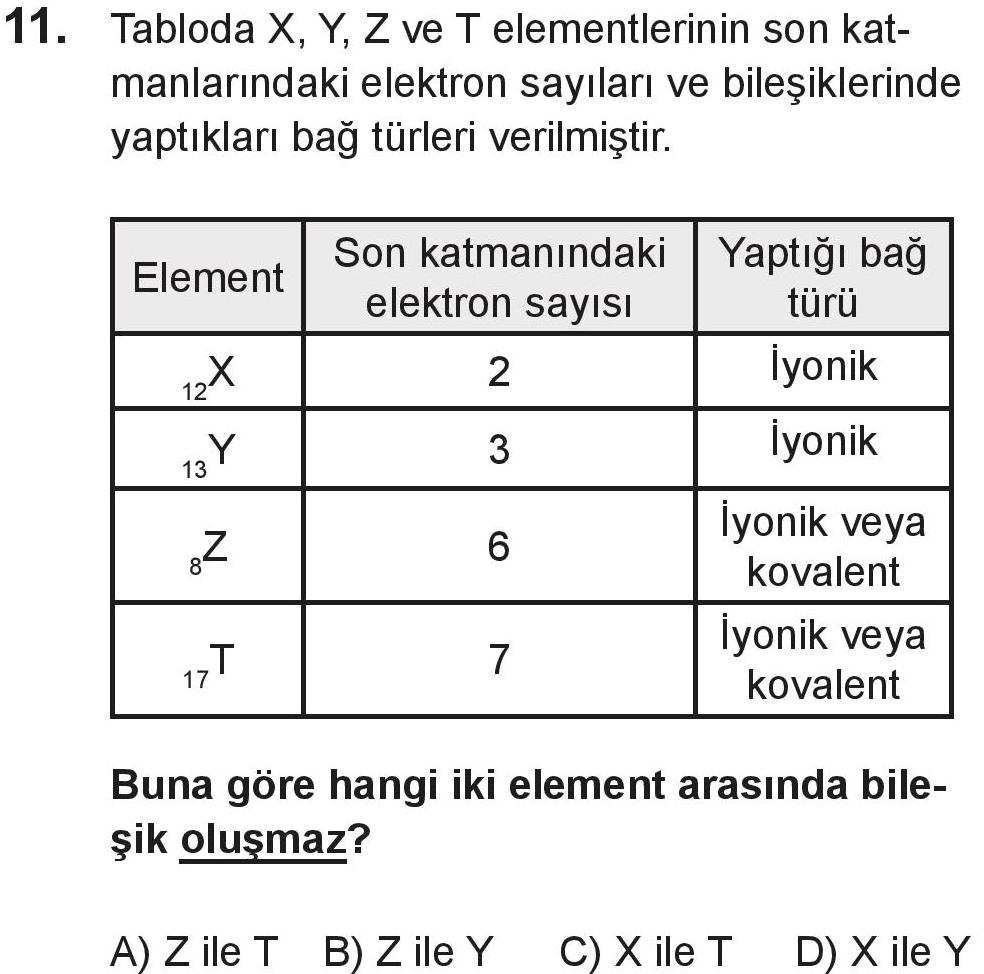 11. Tabloda X, Y, Z ve T elementlerinin son kat-
manlarındaki elektron sayıları ve bileşiklerinde
yaptıkları bağ türleri verilmiştir.
Element Son katmanındaki elektron sayısı Yaptığı bağ türü
12X 2 İyonik
13Y 3 İyonik
8Z 6 İyonik veya kovalent
17T 7 İyonik veya kovalent
Buna göre hangi iki element arasında bile-
şik oluşmaz?
A) Z ile T B) Z ile Y C) X ile T D) X ile Y